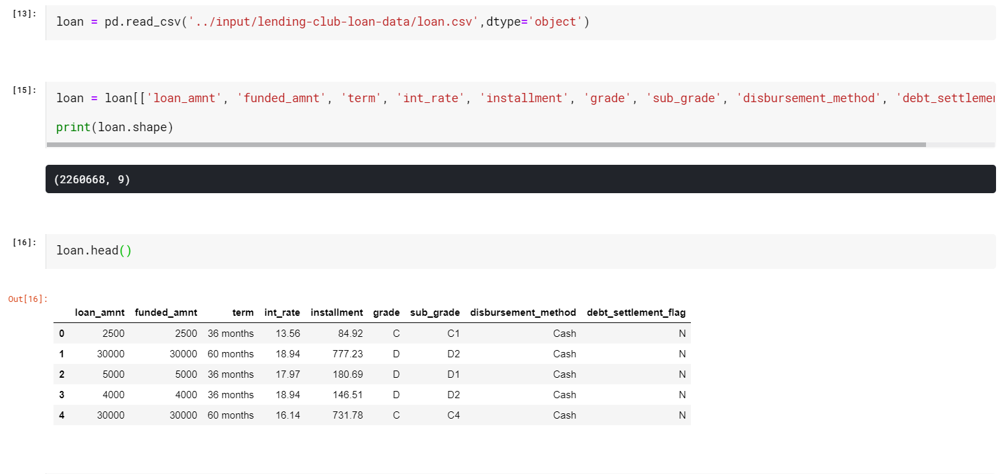 [13]:
loan = pd.read_csv('../input/lending-club-loan-data/loan.csv',dtype='object')
[15]:
loan = loan[['loan_amnt', 'funded_amnt', 'term', 'int_rate', 'installment', 'grade', 'sub_grade', 'disbursement_method', 'debt_settlemen
print(loan.shape)
(2260668, 9)
[16]:
loan.head()
Out[16]:
loan_amnt funded_amnt term int_rate installment grade sub_grade disbursement_method debt_settlement_flag
0 2500 2500 36 months 13.56 84.92 C C1 Cash N
1 30000 30000 60 months 18.94 777.23 D D2 Cash N
2 5000 5000 36 months 17.97 180.69 D D1 Cash N
3 4000 4000 36 months 18.94 146.51 D D2 Cash N
4 30000 30000 60 months 16.14 731.78 C C4 Cash N